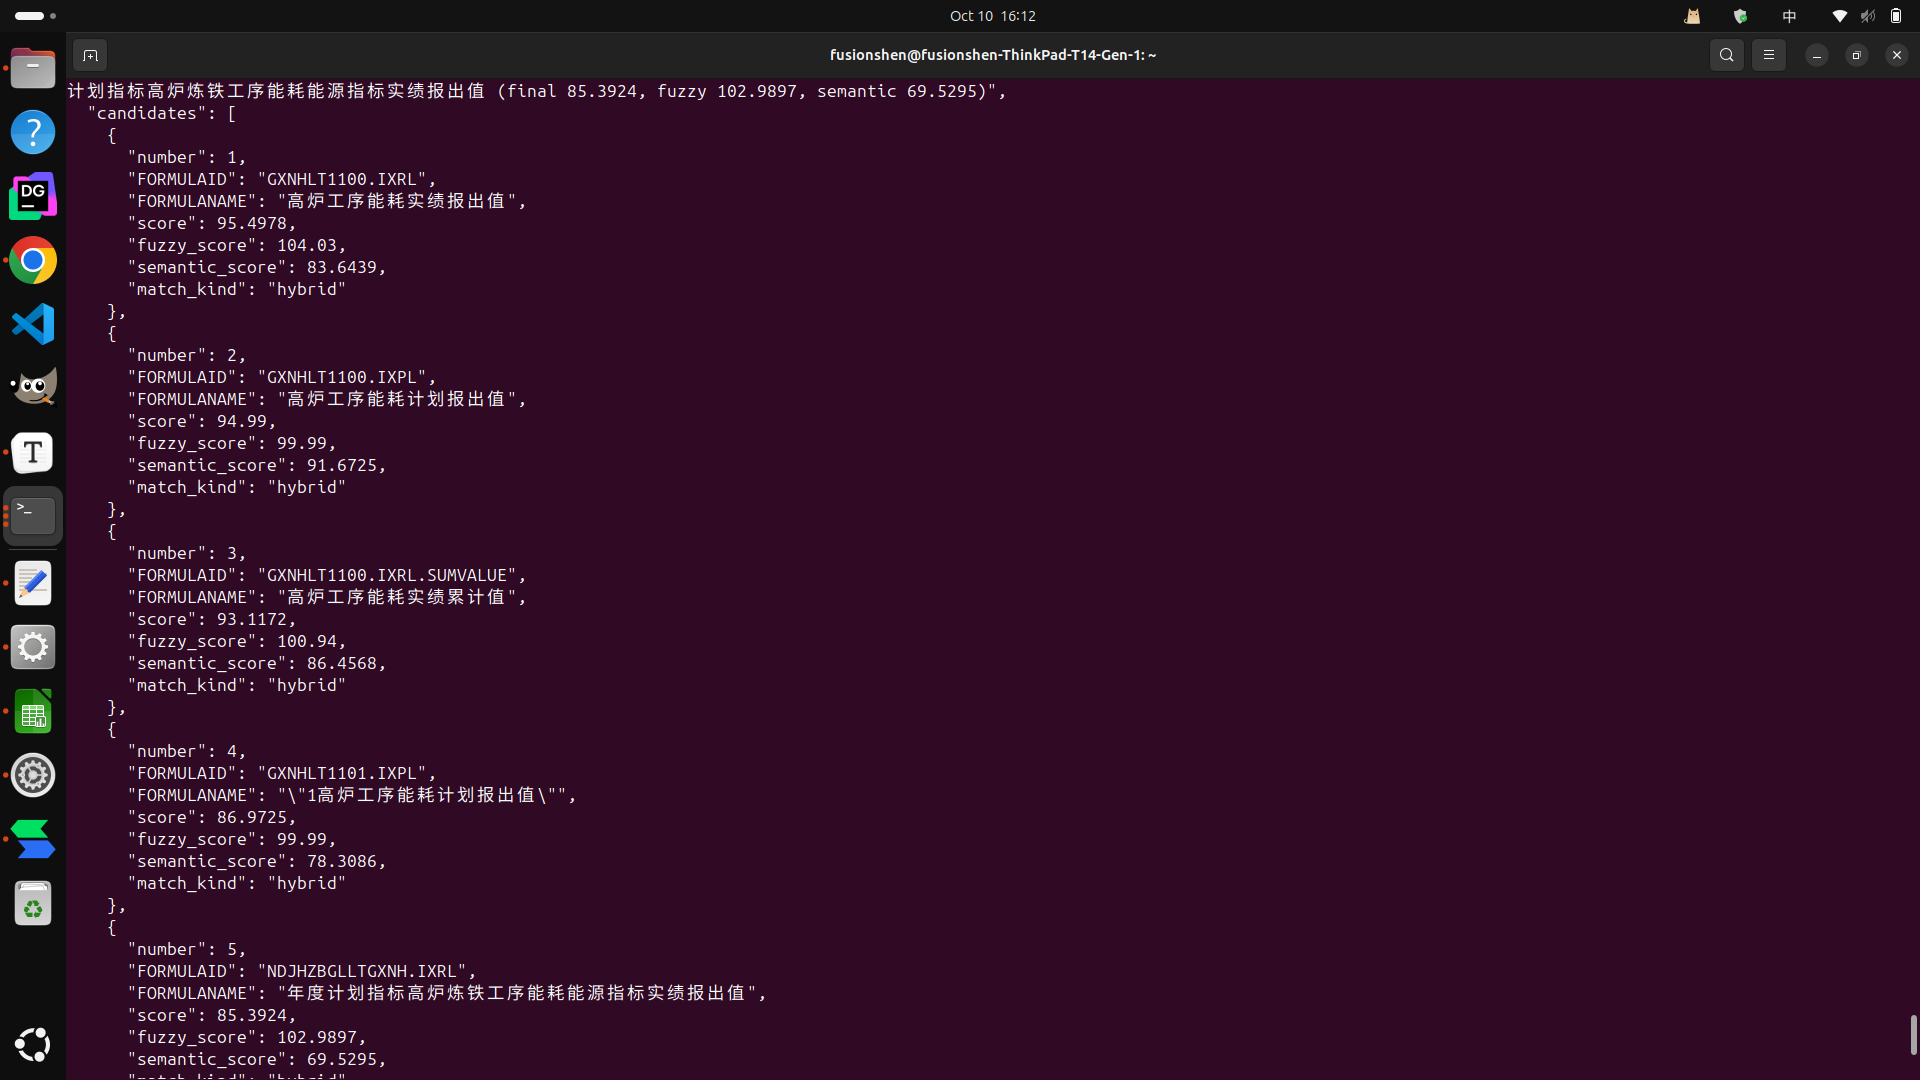 Oct 10 16:12
中
fusionshen@fusionshen-ThinkPad-T14-Gen-1: ~
计划指标高炉炼铁工序能耗能源指标实绩报出值 (final 85.3924, fuzzy 102.9897, semantic 69.5295)",
"candidates": [
{
"number": 1,
"FORMULAID": "GXNHLT1100.IXRL",
"FORMULANAME": "高炉工序能耗实绩报出值",
"score": 95.4978,
"fuzzy_score": 104.03,
"semantic_score": 83.6439,
"match_kind": "hybrid"
},
{
"number": 2,
"FORMULAID": "GXNHLT1100.IXPL",
"FORMULANAME": "高炉工序能耗计划报出值",
"score": 94.99,
"fuzzy_score": 99.99,
"semantic_score": 91.6725,
"match_kind": "hybrid"
},
{
"number": 3,
"FORMULAID": "GXNHLT1100.IXRL.SUMVALUE",
"FORMULANAME": "高炉工序能耗实绩累计值",
"score": 93.1172,
"fuzzy_score": 100.94,
"semantic_score": 86.4568,
"match_kind": "hybrid"
},
{
"number": 4,
"FORMULAID": "GXNHLT1101.IXPL",
"FORMULANAME": "\"1高炉工序能耗计划报出值\"",
"score": 86.9725,
"fuzzy_score": 99.99,
"semantic_score": 78.3086,
"match_kind": "hybrid"
},
{
"number": 5,
"FORMULAID": "NDJHZBGLLTGXNH.IXRL",
"FORMULANAME": "年度计划指标高炉炼铁工序能耗能源指标实绩报出值",
"score": 85.3924,
"fuzzy_score": 102.9897,
"semantic_score": 69.5295,
"match_kind": "hybrid"
?
DG
T
>_